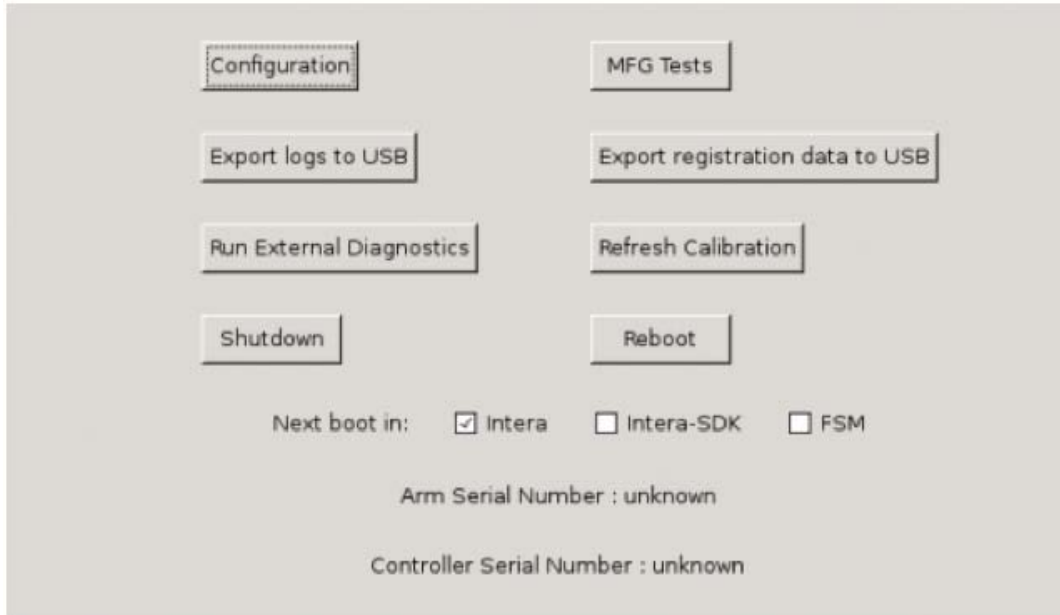 Configuration
MFG Tests
Export logs to USB
Export registration data to USB
Run External Diagnostics
Refresh Calibration
Shutdown
Reboot
Next boot in: Intera Intera-SDK FSM
Arm Serial Number : unknown
Controller Serial Number : unknown